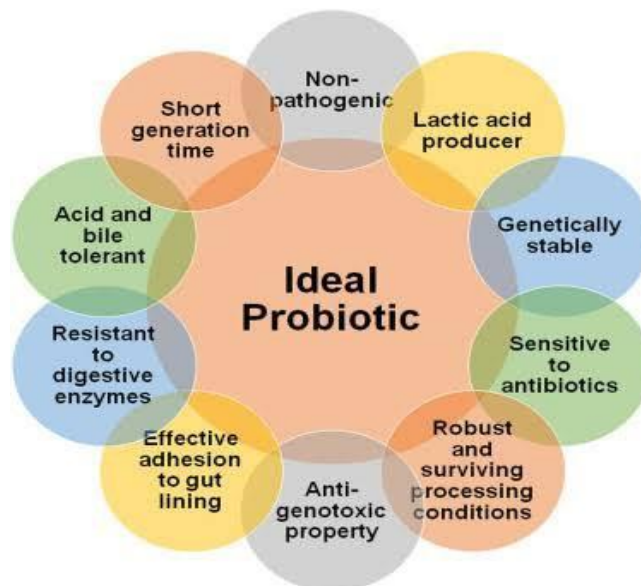 Ideal
Probiotic
Non-
pathogenic
Lactic acid
producer
Genetically
stable
Sensitive
to
antibiotics
Robust
and
surviving
processing
conditions
Anti-
genotoxic
property
Effective
adhesion
to gut
lining
Resistant
to
digestive
enzymes
Acid and
bile
tolerant
Short
generation
time